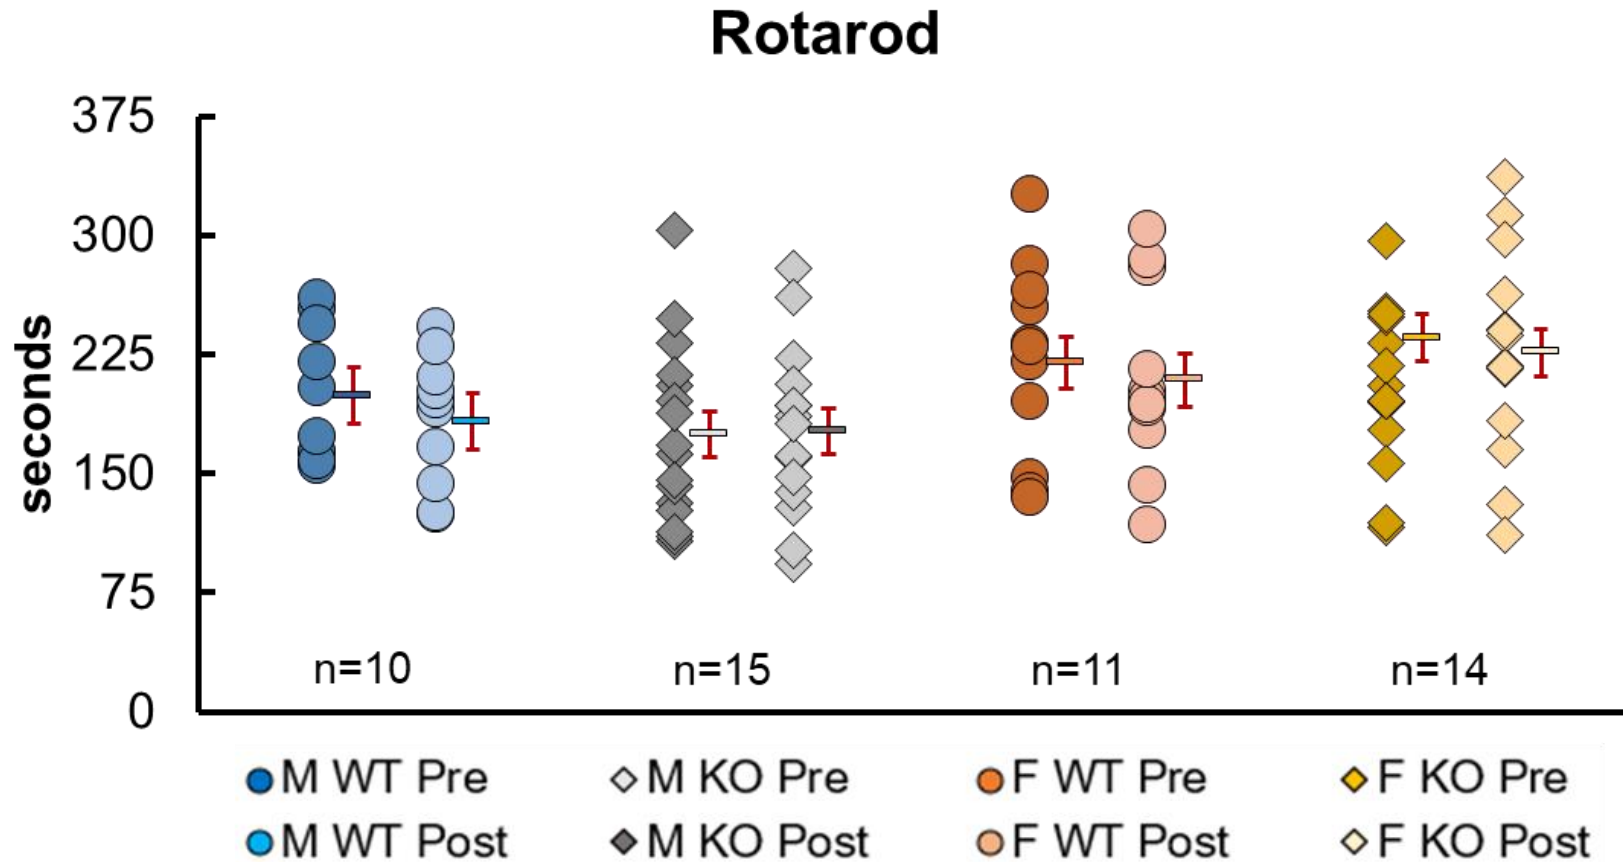 Rotarod
375
300
225
150
75
0
seconds
n=10 n=15 n=11 n=14
M WT Pre M KO Pre F WT Pre F KO Pre
M WT Post M KO Post F WT Post F KO Post